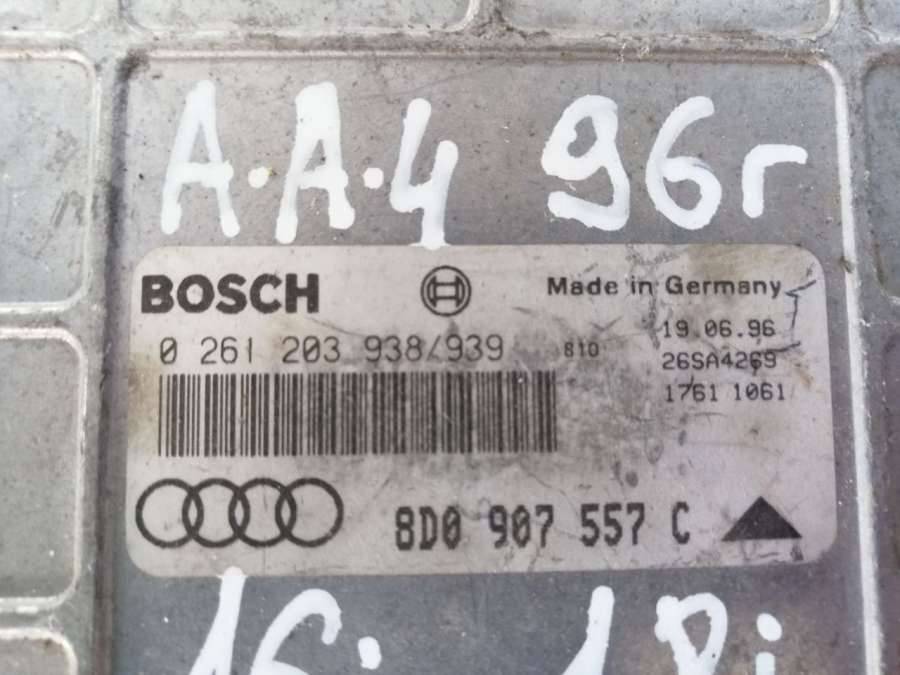 A.A.4 96г
BOSCH
Made in Germany
19.06.96
0 261 203 938/939 810
26SA4269
1761 1061
8D0 907 557 C